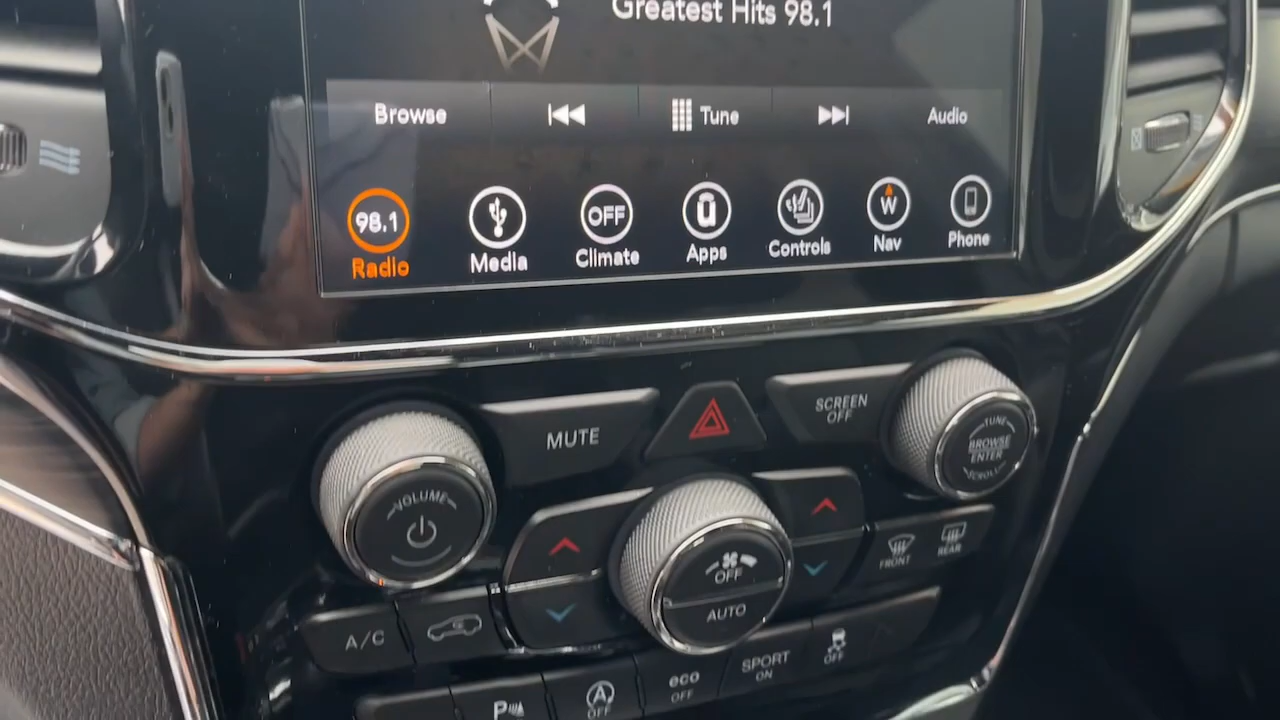 Greatest Hits 98.1
Browse
Tune
Audio
98.1
OFF
W
Radio
Media
Climate
Apps
Controls
Nav
Phone
MUTE
SCREEN
OFF
TUNE
BROWSE
ENTER
SCROLL
VOLUME
OFF
AUTO
FRONT
REAR
A/C
P
A
OFF
eco
OFF
SPORT
ON
OFF